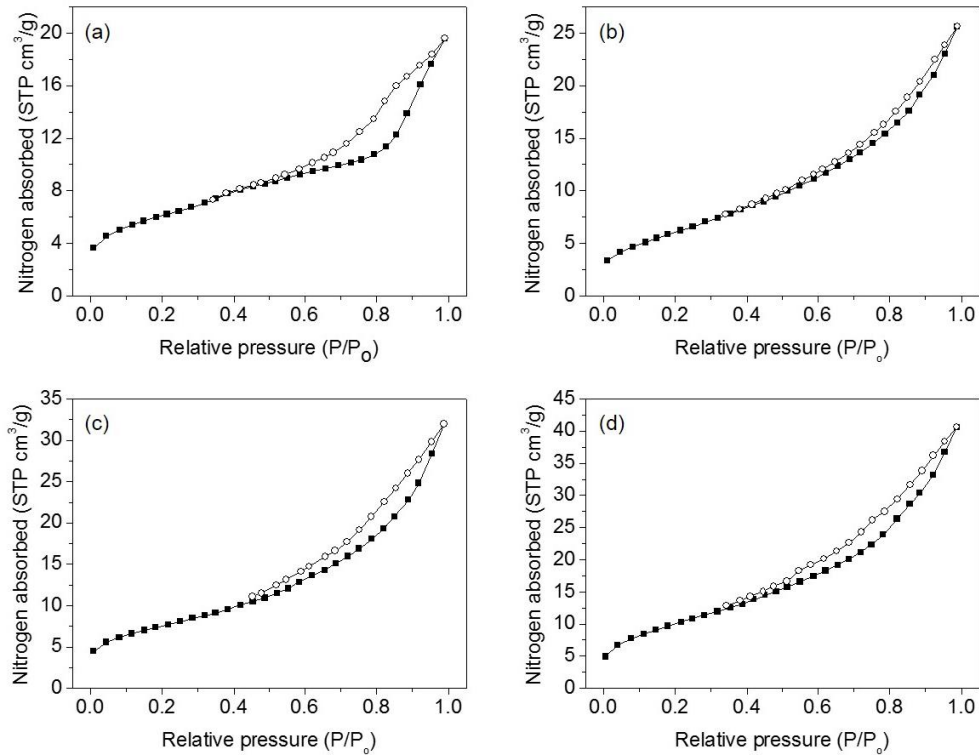 (a)
Nitrogen absorbed (STP cm³/g)
20
16
12
8
4
0
0.0 0.2 0.4 0.6 0.8 1.0
Relative pressure (P/PO)
(b)
Nitrogen absorbed (STP cm³/g)
25
20
15
10
5
0
0.0 0.2 0.4 0.6 0.8 1.0
Relative pressure (P/Pₒ)
(c)
Nitrogen absorbed (STP cm³/g)
35
30
25
20
15
10
5
0
0.0 0.2 0.4 0.6 0.8 1.0
Relative pressure (P/Pₒ)
(d)
Nitrogen absorbed (STP cm³/g)
45
40
35
30
25
20
15
10
5
0
0.0 0.2 0.4 0.6 0.8 1.0
Relative pressure (P/Pₒ)